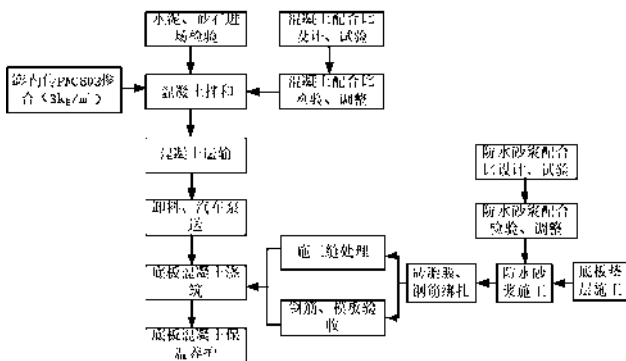 水泥、砂石进
场检验
混凝土配合比
设计、试验
掺合（3kg/m³）
混凝土拌和
混凝土配合比
检验、调整
混凝土运输
卸料、汽车泵
送
防水砂浆配合
比设计、试验
防水砂浆配合
检验、调整
施工缝处理
底板混凝土浇
筑
钢筋、模板验
收
钢筋绑扎
防水砂
浆施工
底板垫
层施工
底板混凝土保
温养护